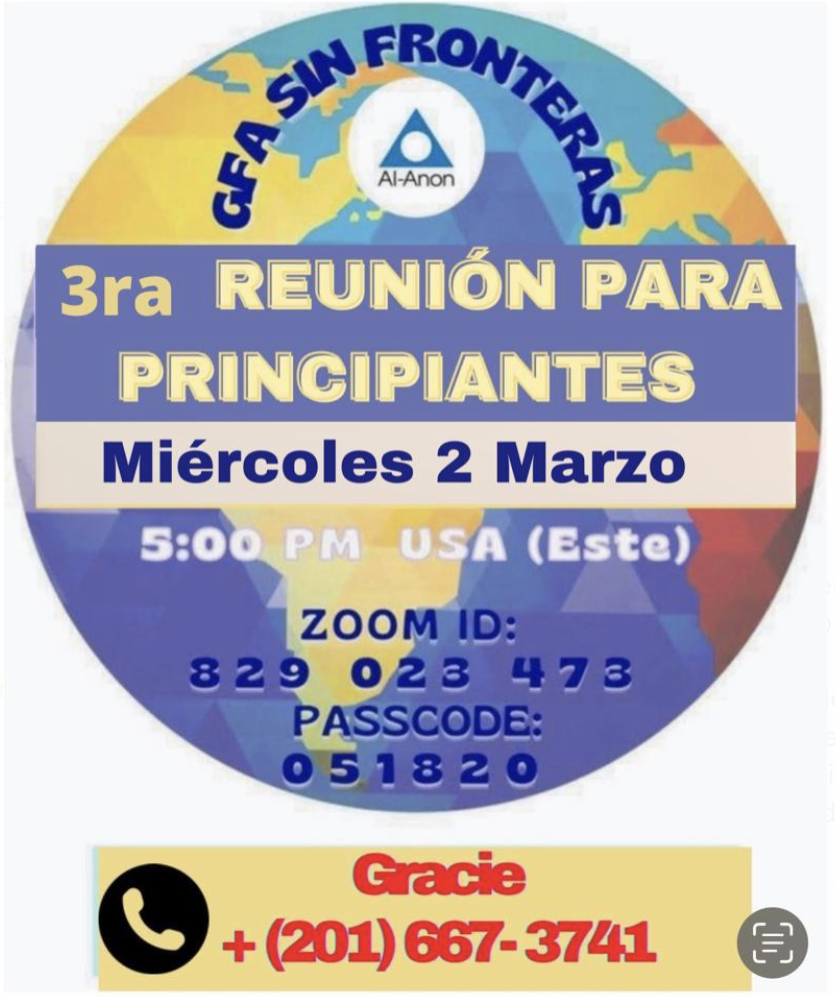 GFA SIN FRONTERAS
Al-Anon
3ra REUNIÓN PARA
PRINCIPIANTES
Miércoles 2 Marzo
5:00 PM USA (Este)
ZOOM ID:
829 023 473
PASSCODE:
051820
Gracie
+ (201) 667-3741